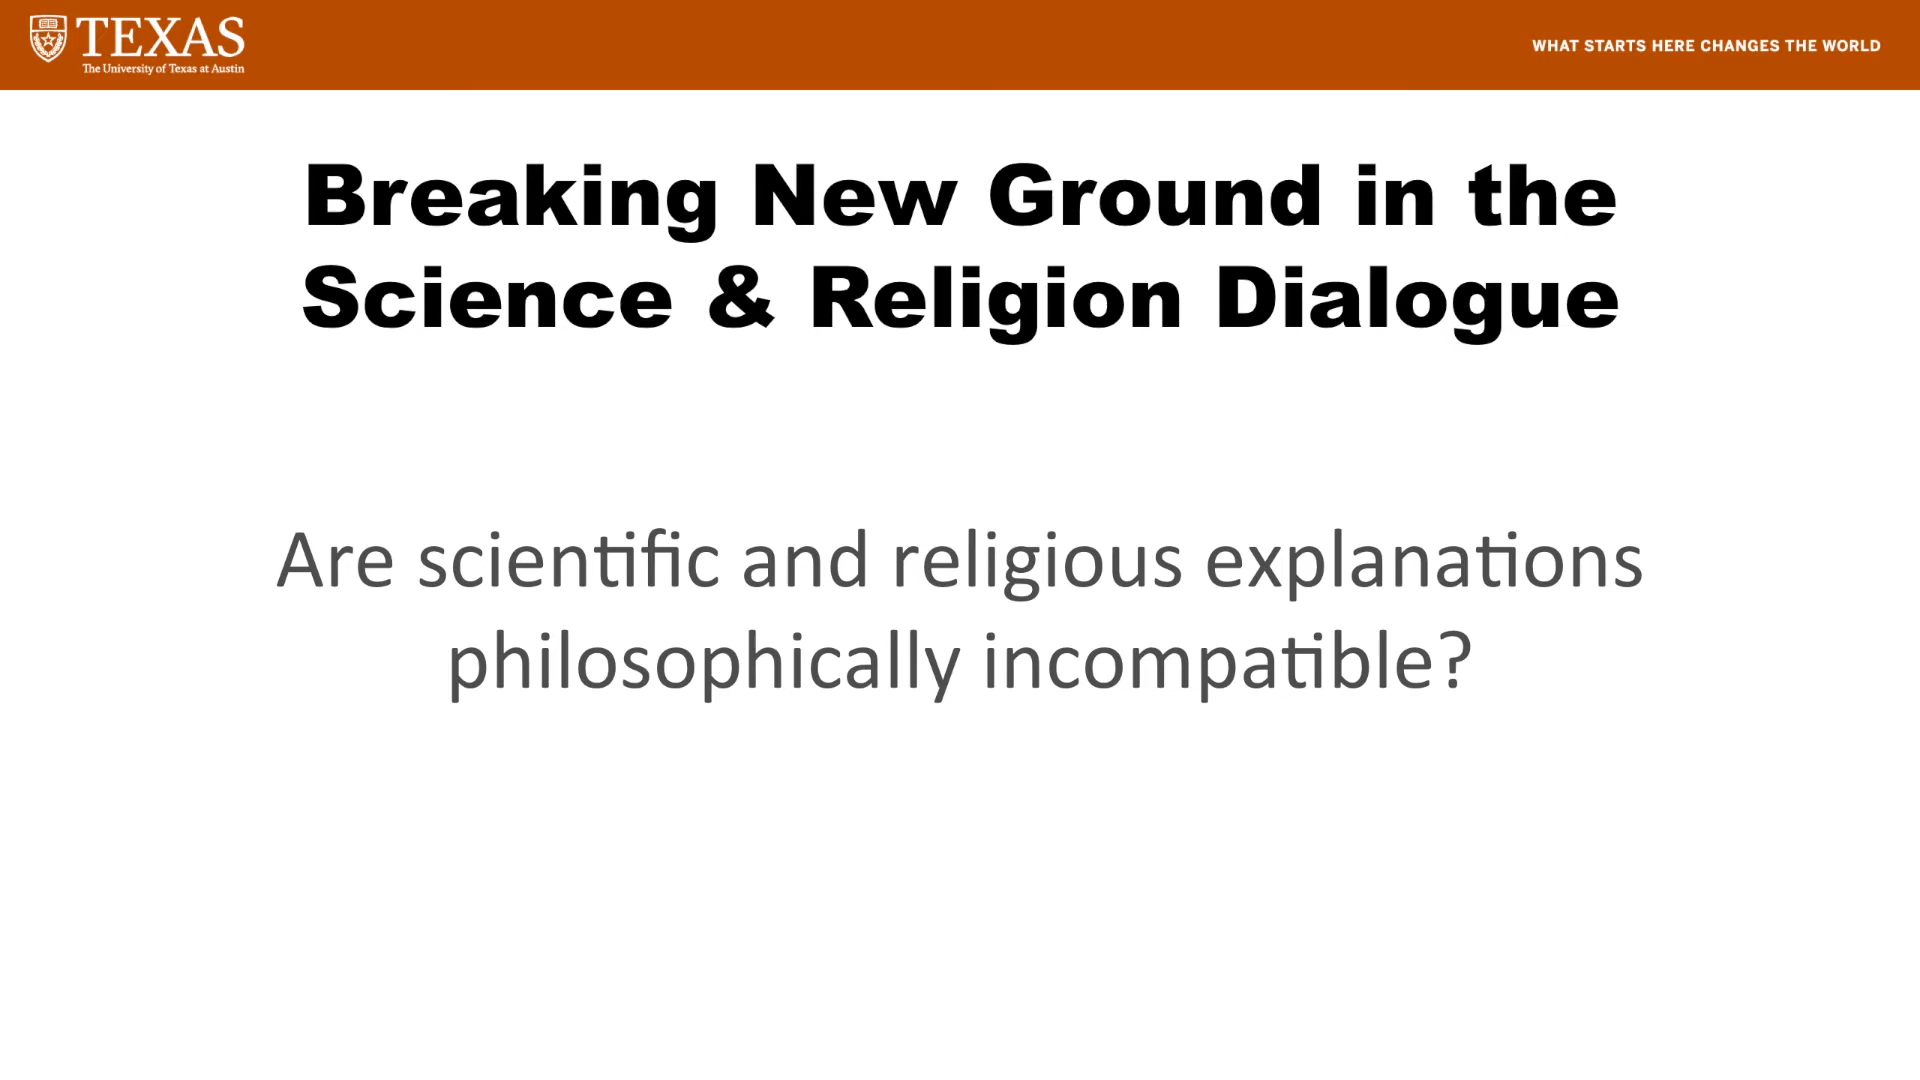 TEXAS
The University of Texas at Austin
WHAT STARTS HERE CHANGES THE WORLD
Breaking New Ground in the
Science & Religion Dialogue
Are scientific and religious explanations
philosophically incompatible?